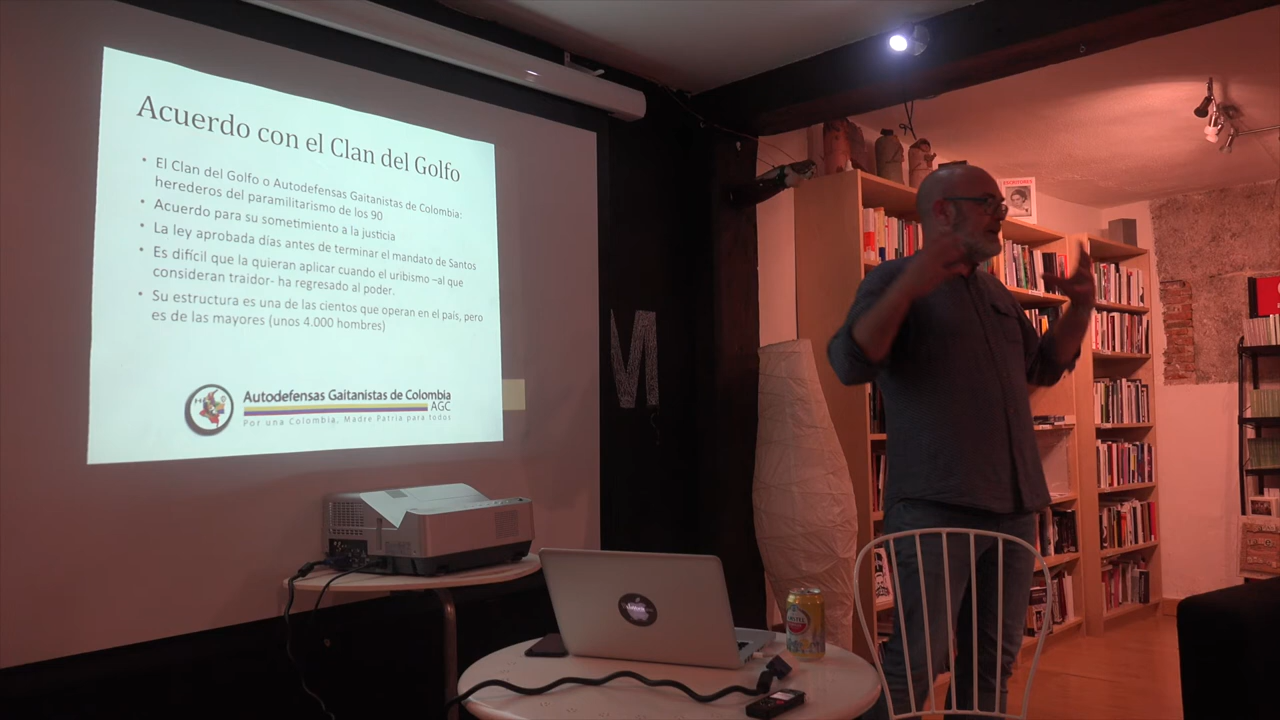 Acuerdo con el Clan del Golfo
• El Clan del Golfo o Autodefensas Gaitanistas de Colombia:
herederos del paramilitarismo de los 90
• Acuerdo para su sometimiento a la justicia
• La ley aprobada días antes de terminar el mandato de Santos
• Es difícil que la quieran aplicar cuando el uribismo –al que
consideran traidor- ha regresado al poder.
• Su estructura es una de las cientos que operan en el país, pero
es de las mayores (unos 4.000 hombres)
Autodefensas Gaitanistas de Colombia
AGC
Por una Colombia, Madre Patria para todos
M